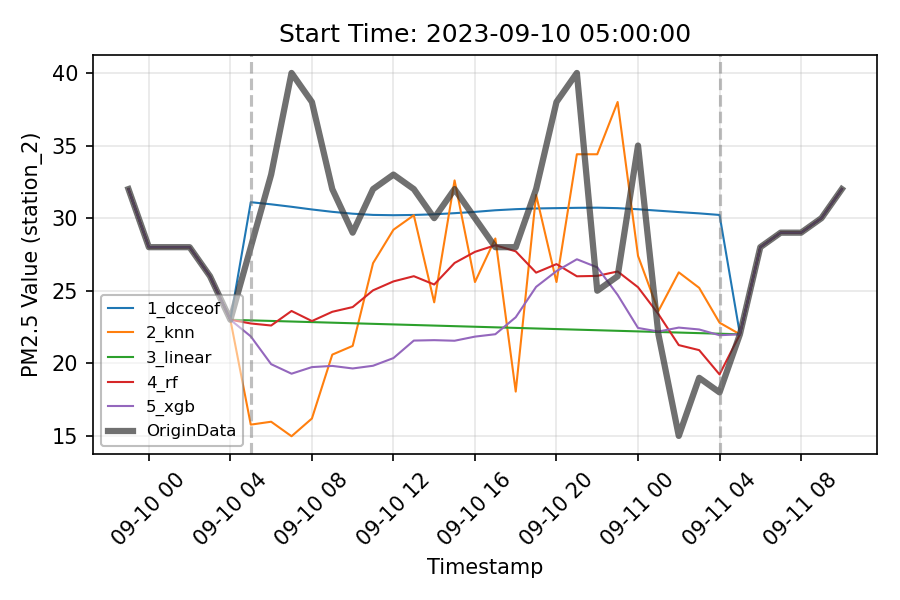 Start Time: 2023-09-10 05:00:00
PM2.5 Value (station_2)
40
35
30
25
20
15
1_dcceof
2_knn
3_linear
4_rf
5_xgb
OriginData
09-10 00
09-10 04
09-10 08
09-10 12
09-10 16
09-10 20
09-11 00
09-11 04
09-11 08
Timestamp